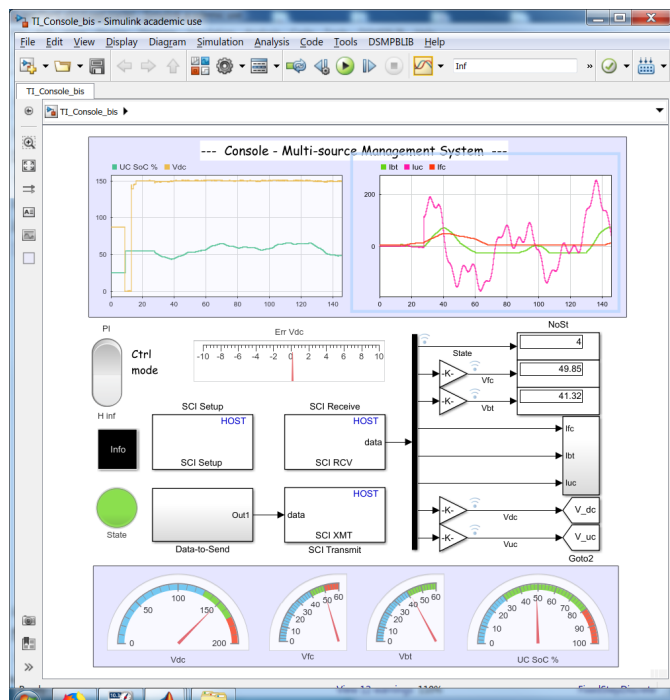 TI_Console_bis - Simulink academic use
File Edit View Display Diagram Simulation Analysis Code Tools DSMPBLIB Help
Inf
»
TI_Console_bis
TI_Console_bis
--- Console - Multi-source Management System ---
UC SoC % Vdc
Ibt Iuc Ifc
150
100
50
0
0 20 40 60 80 100 120 140
200
0
0 20 40 60 80 100 120 140
PI
Ctrl
mode
H inf
Err Vdc
-10 -8 -6 -4 -2 0 2 4 6 8 10
NoSt
4
State
-K-
Vfc
49.85
-K-
Vbt
41.32
SCI Setup
HOST
SCI Setup
SCI Receive
HOST
data
SCI RCV
Ifc
Ibt
Iuc
Info
State
Out1
Data-to-Send
HOST
data
SCI XMT
SCI Transmit
-K-
Vdc
V_dc
-K-
Vuc
V_uc
Goto2
0 50 100 150 200
Vdc
0 10 20 30 40 50 60
Vfc
0 10 20 30 40 50 60
Vbt
0 10 20 30 40 50 60 70 80 90 100
UC SoC %
»